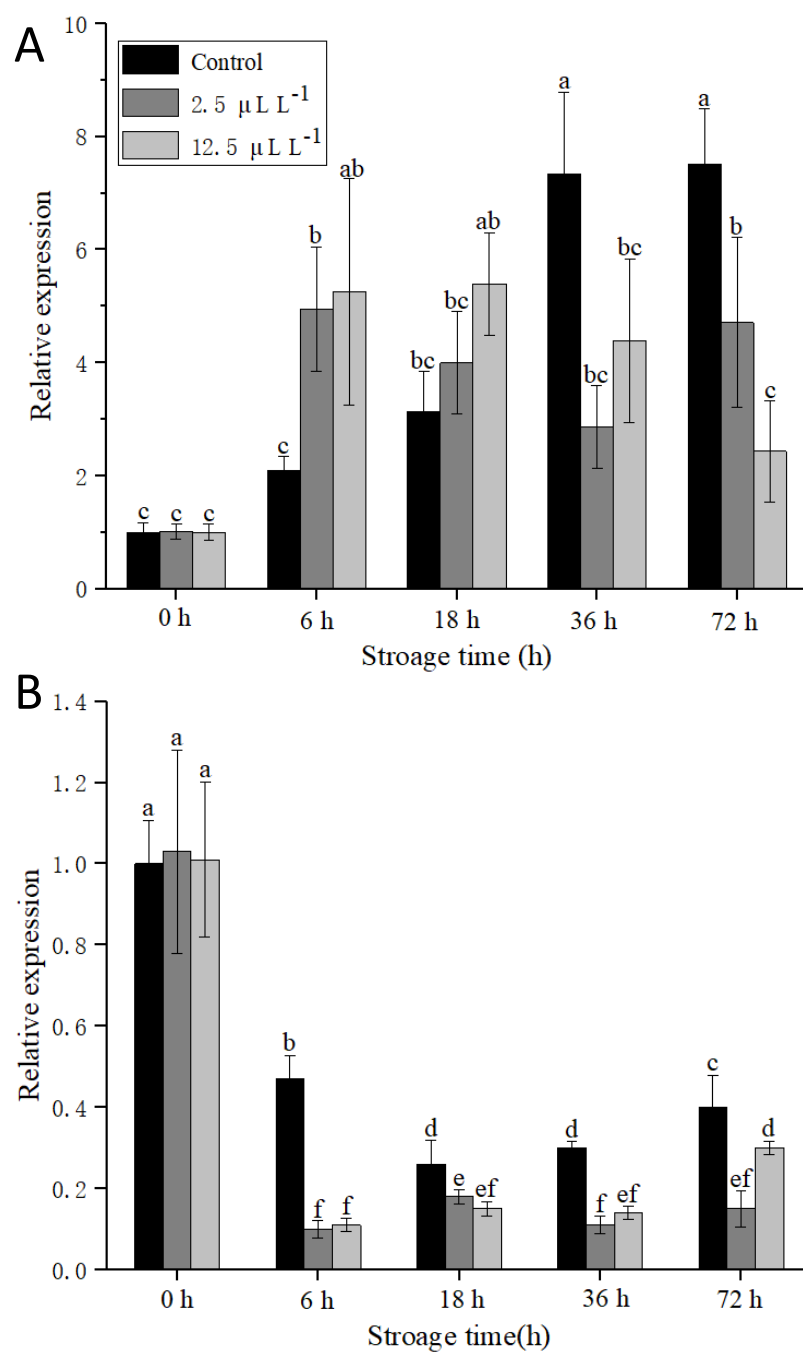 A
10
8
6
4
2
0
Relative expression
Control
2.5 μL L-1
12.5 μL L-1
c c c
c b ab
bc bc ab
a bc bc
a b c
0 h 6 h 18 h 36 h 72 h
Stroage time (h)
B
1.4
1.2
1.0
0.8
0.6
0.4
0.2
0.0
Relative expression
a a a
b f f
d e ef
d f ef
c ef d
0 h 6 h 18 h 36 h 72 h
Stroage time(h)